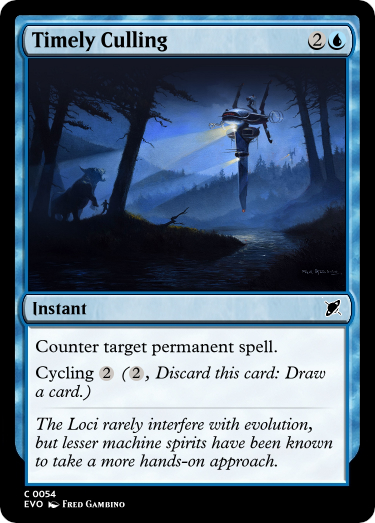 Timely Culling 2
Instant
Counter target permanent spell.
Cycling 2 (2, Discard this card: Draw
a card.)
The Loci rarely interfere with evolution,
but lesser machine spirits have been known
to take a more hands-on approach.
C 0054
EVO Fred Gambino